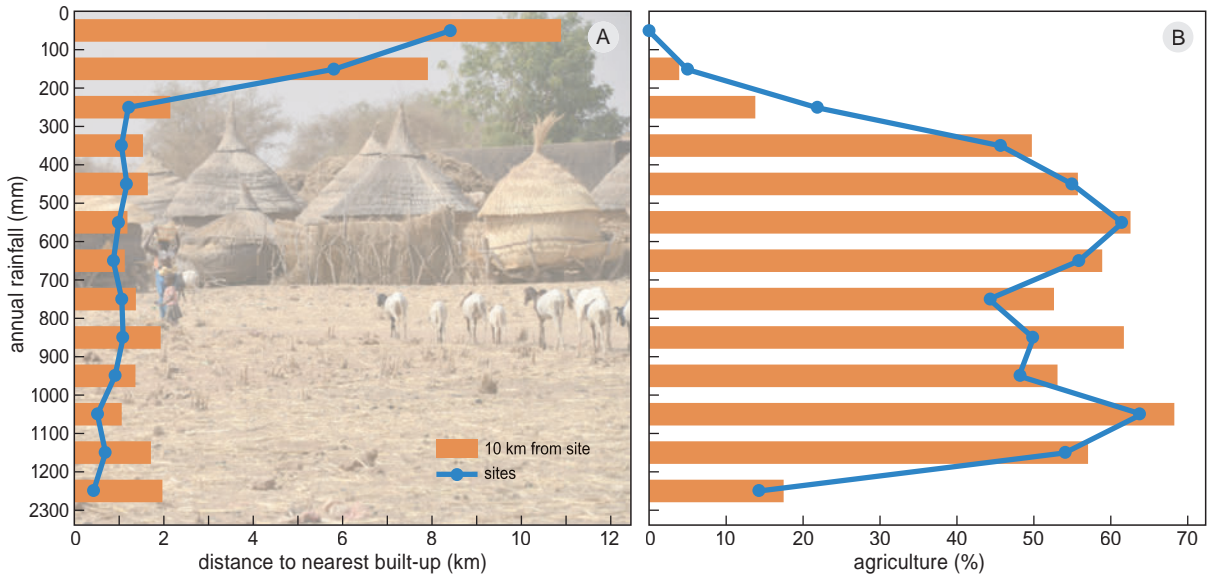 A
B
annual rainfall (mm)
0
100
200
300
400
500
600
700
800
900
1000
1100
1200
2300
10 km from site
sites
0 2 4 6 8 10 12
distance to nearest built-up (km)
0 10 20 30 40 50 60 70
agriculture (%)